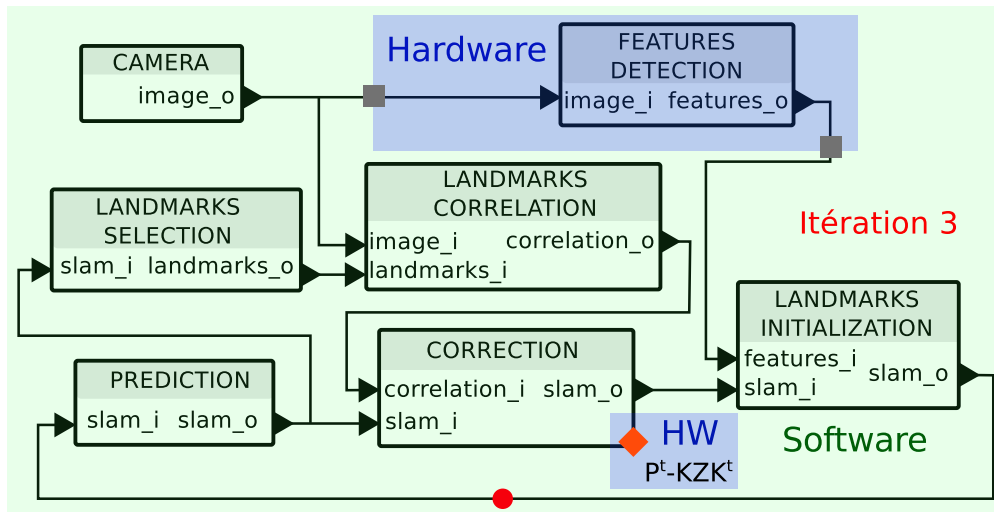 Hardware
CAMERA
image_o
FEATURES
DETECTION
image_i features_o
LANDMARKS
SELECTION
slam_i landmarks_o
LANDMARKS
CORRELATION
image_i correlation_o
landmarks_i
Itération 3
LANDMARKS
INITIALIZATION
features_i
slam_i slam_o
PREDICTION
slam_i slam_o
CORRECTION
correlation_i slam_o
slam_i
HW
Pᵗ-KZKᵗ
Software